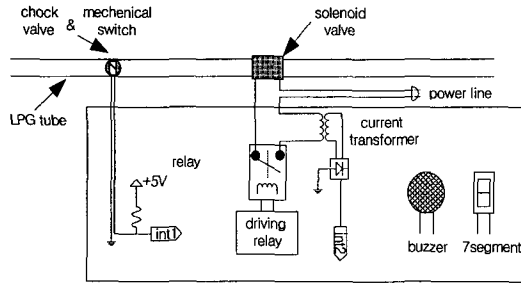 chock valve & mechenical switch
solenoid valve
power line
LPG tube
current transformer
relay
+5V
int1
driving relay
int2
buzzer
7segment